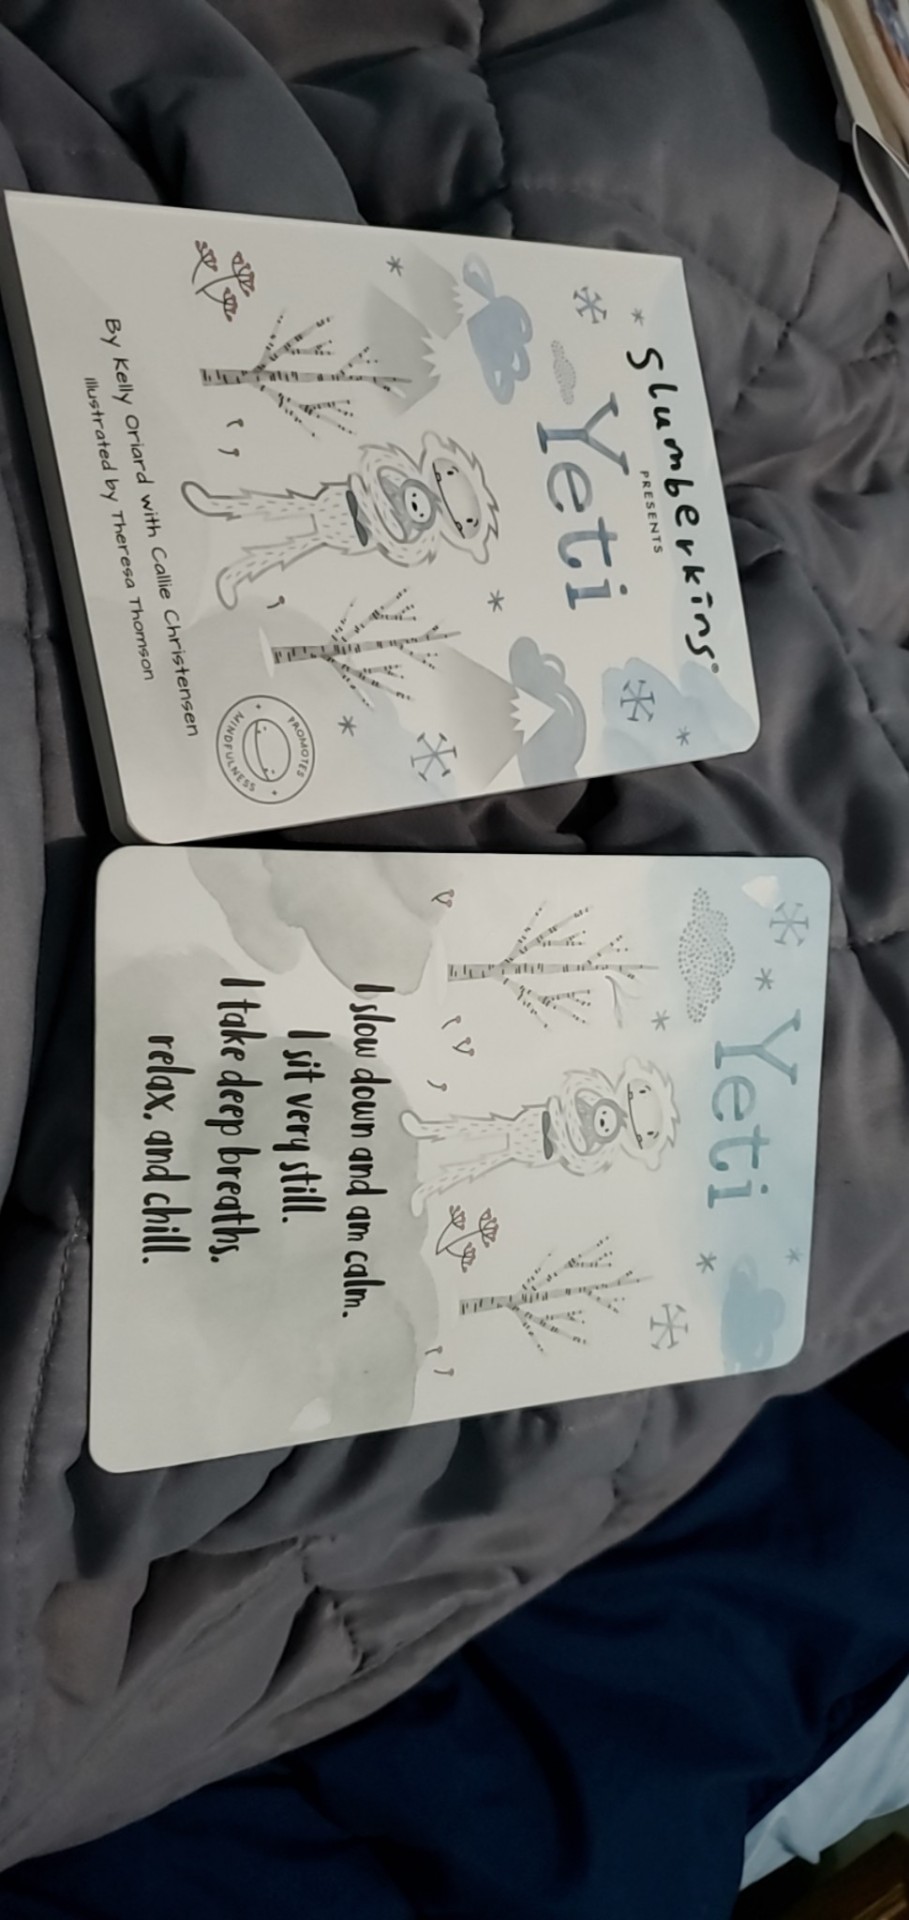 Slumberkins®
PRESENTS
Yeti
By Kelly Oriard with Callie Christensen
Illustrated by Theresa Thomson
PROMOTES
MINDFULNESS
Yeti
I slow down and am calm.
I sit very still.
I take deep breaths,
relax, and chill.